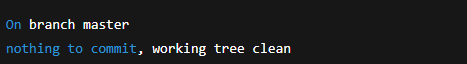 On branch master
nothing to commit, working tree clean